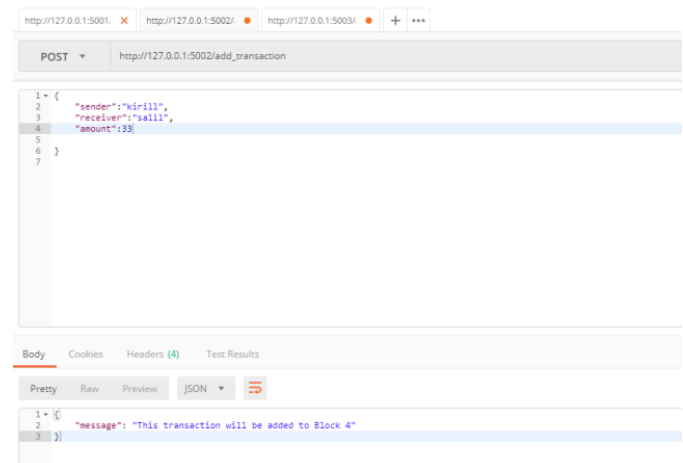 http://127.0.0.1:5001. X http://127.0.0.1:5002/. http://127.0.0.1:5003/ + •••
POST http://127.0.0.1:5002/add_transaction
1 {
2 "sender":"kirill",
3 "receiver":"salil",
4 "amount":33
5
6 }
7
Body Cookies Headers (4) Test Results
Pretty Raw Preview JSON
1 {
2 "message": "This transaction will be added to Block 4"
3 }